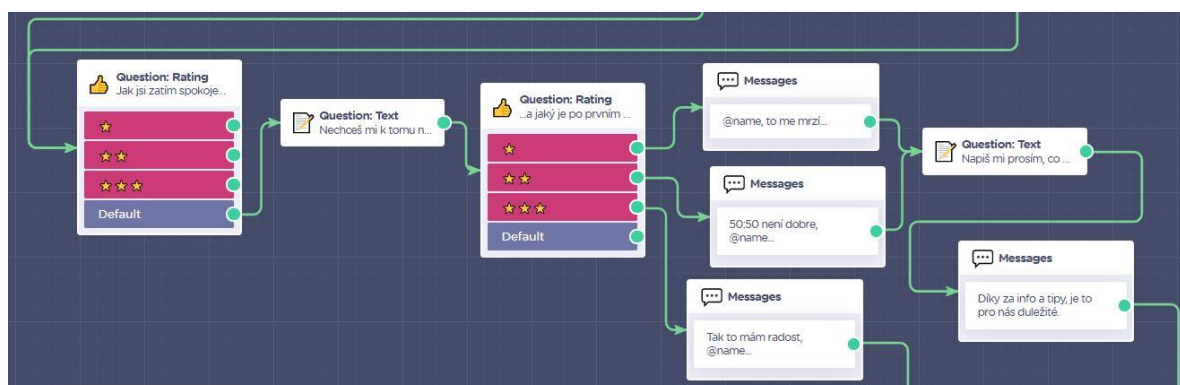 Question: Rating
Jak jsi zatím spokoje...
Default
Question: Text
Nechceš mi k tomu n...
Question: Rating
...a jaký je po prvním ...
Default
Messages
@name, to me mrzí...
Messages
50:50 není dobre,
@name...
Messages
Tak to mám radost,
@name...
Question: Text
Napiš mi prosím, co ...
Messages
Díky za info a tipy, je to
pro nás duležité.